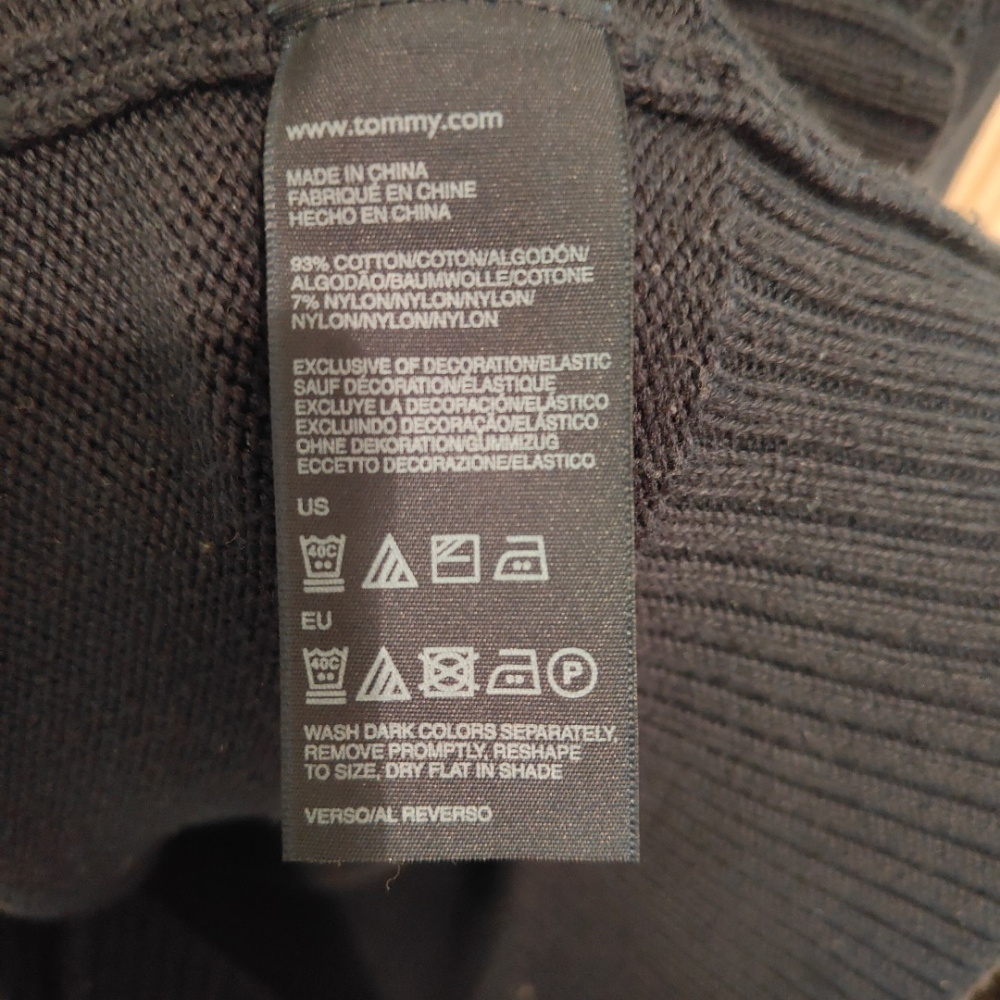 www.tommy.com
MADE IN CHINA
FABRIQUÉ EN CHINE
HECHO EN CHINA
93% COTTON/COTON/ALGODÓN/
ALGODÃO/BAUMWOLLE/COTONE
7% NYLON/NYLON/NYLON/
NYLON/NYLON/NYLON
EXCLUSIVE OF DECORATION/ELASTIC
SAUF DÉCORATION/ÉLASTIQUE
EXCLUYE LA DECORACIÓN/ELÁSTICO
EXCLUINDO DECORAÇÃO/ELÁSTICO
OHNE DEKORATION/GUMMIZUG
ECCETTO DECORAZIONE/ELASTICO
US
40C
EU
40C P
WASH DARK COLORS SEPARATELY,
REMOVE PROMPTLY, RESHAPE
TO SIZE, DRY FLAT IN SHADE
VERSO/AL REVERSO